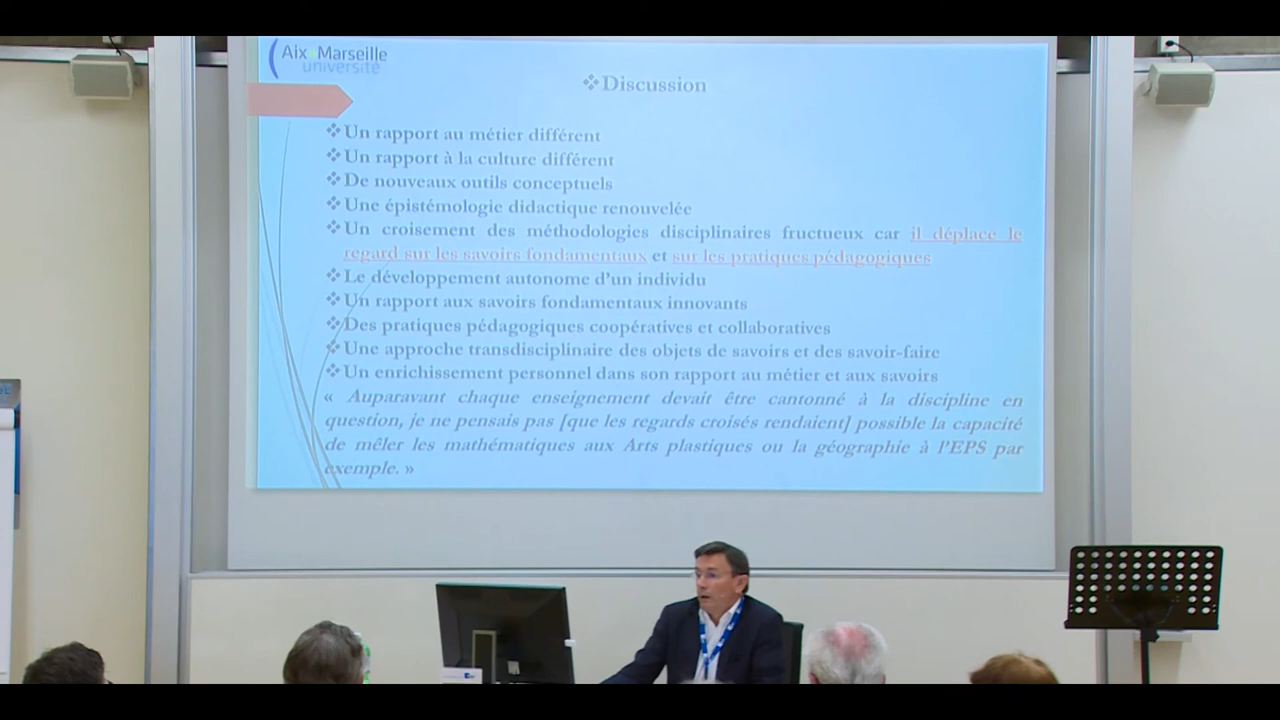 Aix Marseille
université
❖Discussion
❖Un rapport au métier différent
❖Un rapport à la culture différent
❖De nouveaux outils conceptuels
❖Une épistémologie didactique renouvelée
❖Un croisement des méthodologies disciplinaires fructueux car il déplace le
regard sur les savoirs fondamentaux et sur les pratiques pédagogiques
❖Le développement autonome d’un individu
❖Un rapport aux savoirs fondamentaux innovants
❖Des pratiques pédagogiques coopératives et collaboratives
❖Une approche transdisciplinaire des objets de savoirs et des savoir-faire
❖Un enrichissement personnel dans son rapport au métier et aux savoirs
« Auparavant chaque enseignement devait être cantonné à la discipline en
question, je ne pensais pas [que les regards croisés rendaient] possible la capacité
de mêler les mathématiques aux Arts plastiques ou la géographie à l’EPS par
exemple. »